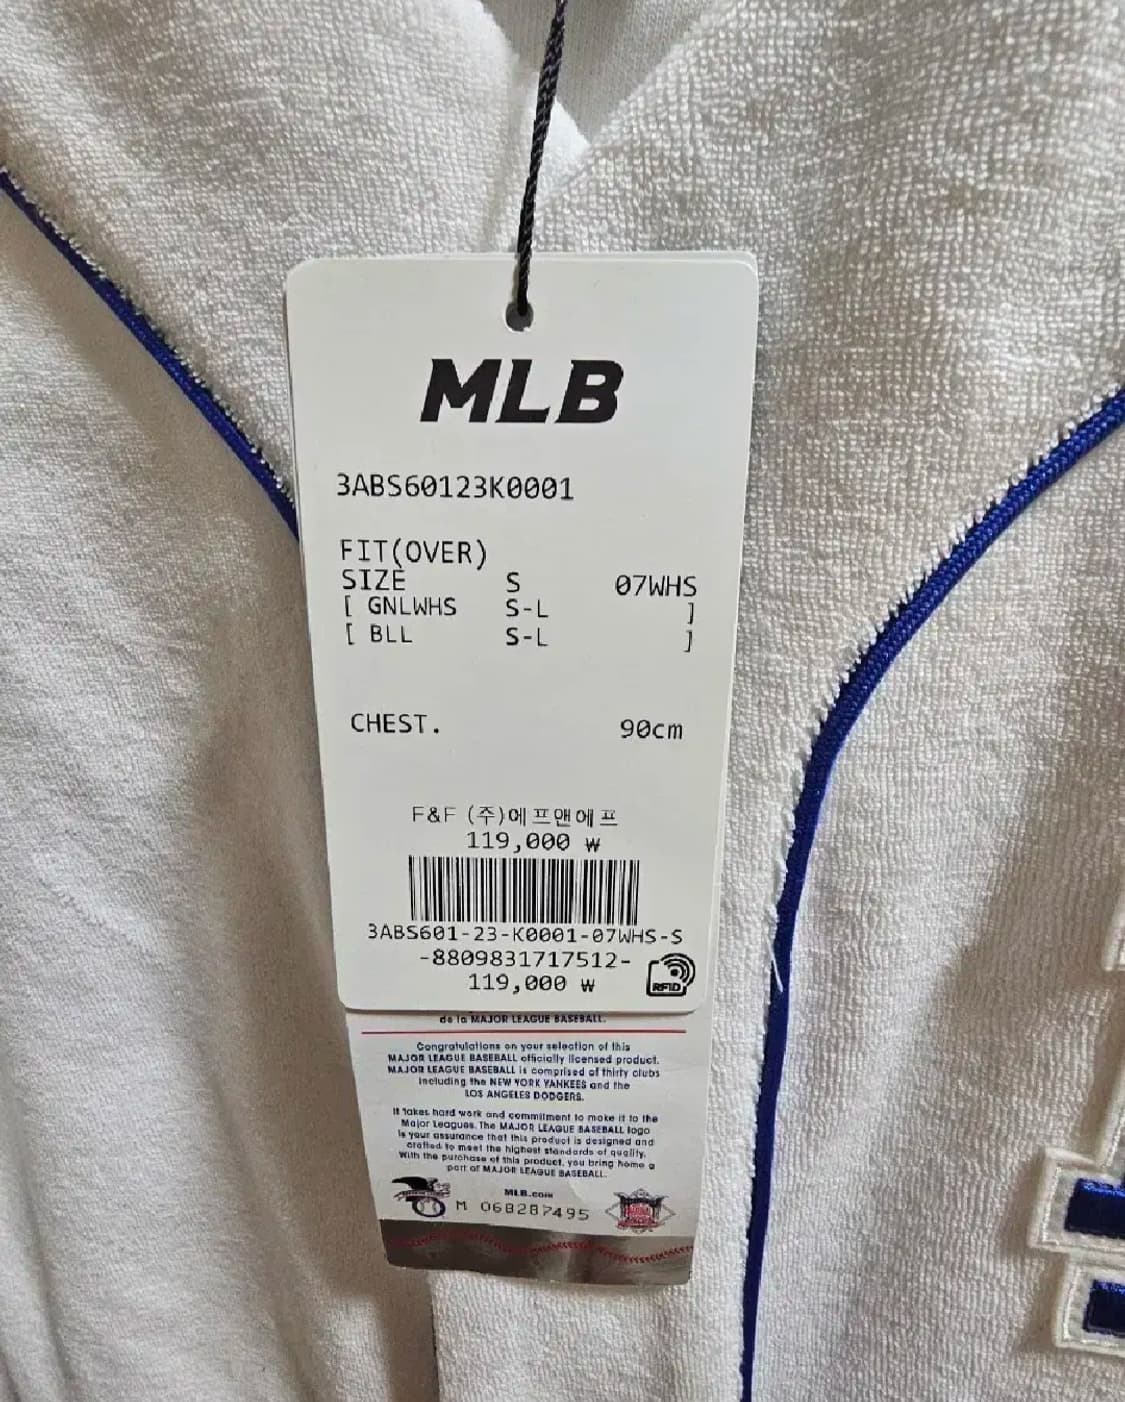 MLB
3ABS60123K0001
FIT(OVER)
SIZE S 07WHS
[ GNLWHS S-L ]
[ BLL S-L ]
CHEST. 90cm
F&F (주)에프앤에프
119,000 ₩
3ABS601-23-K0001-07WHS-S
-8809831717512-
119,000 ₩
RFID
de la MAJOR LEAGUE BASEBALL.
Congratulations on your selection of this
MAJOR LEAGUE BASEBALL officially licensed product.
MAJOR LEAGUE BASEBALL is comprised of thirty clubs
including the NEW YORK YANKEES and the
LOS ANGELES DODGERS.
It takes hard work and commitment to make it to the
Major Leagues. The MAJOR LEAGUE BASEBALL logo
is your assurance that this product is designed and
crafted to meet the highest standards of quality.
With the purchase of this product, you bring home a
part of MAJOR LEAGUE BASEBALL.
MLB.com
M 068287495